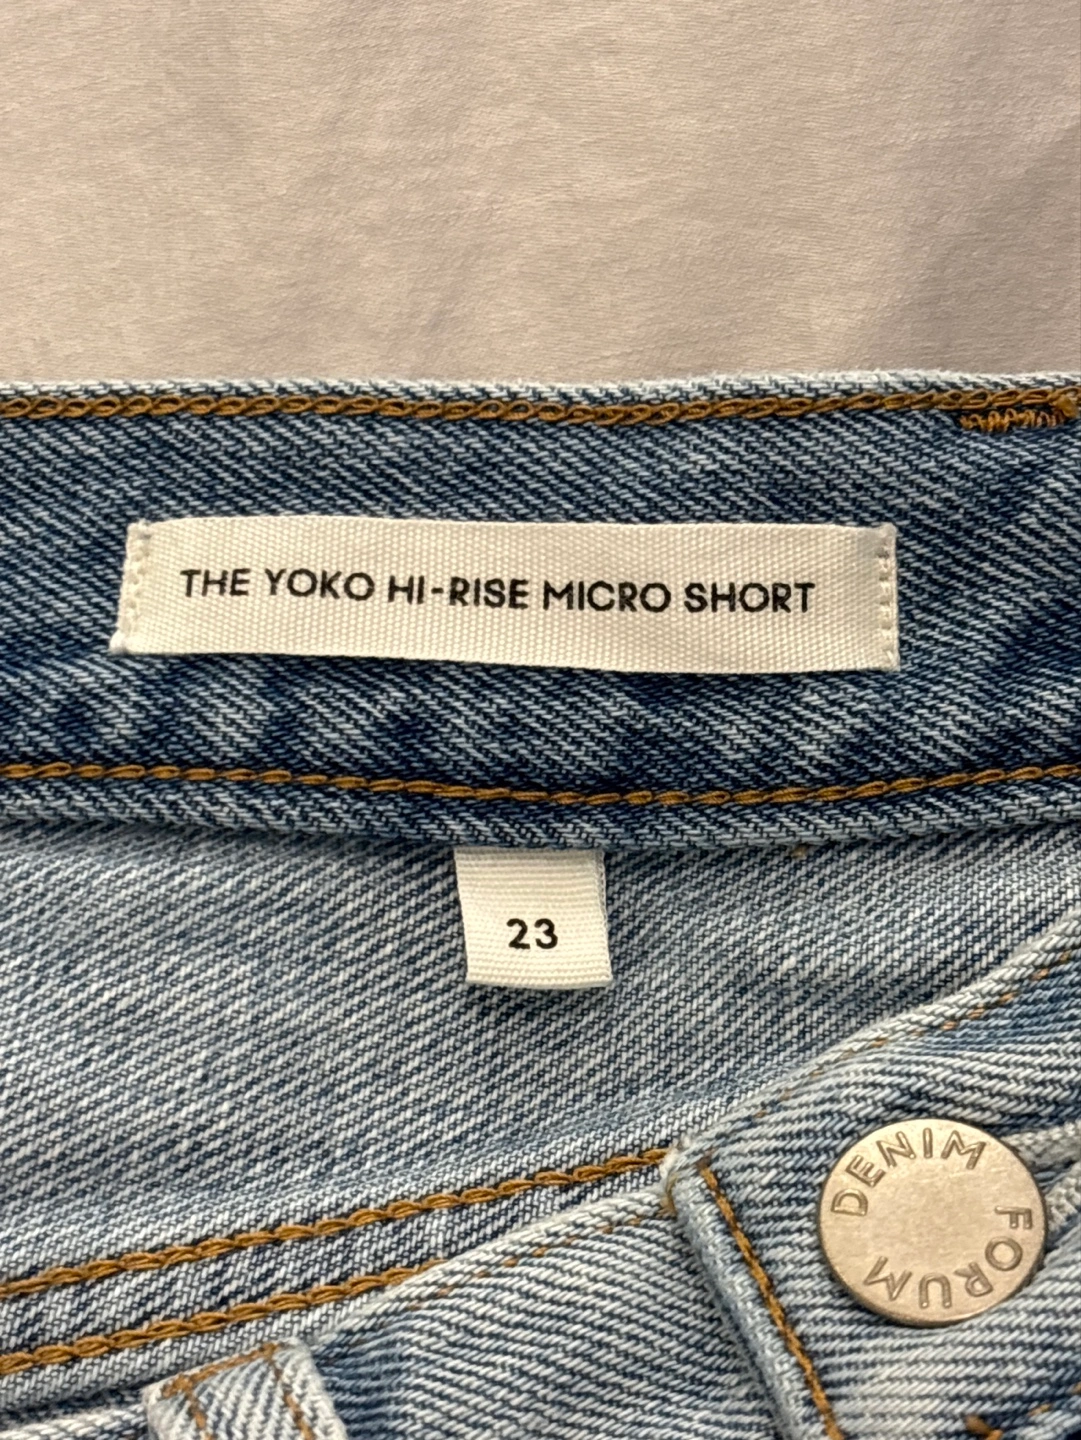 THE YOKO HI-RISE MICRO SHORT
23
DENIM FORUM